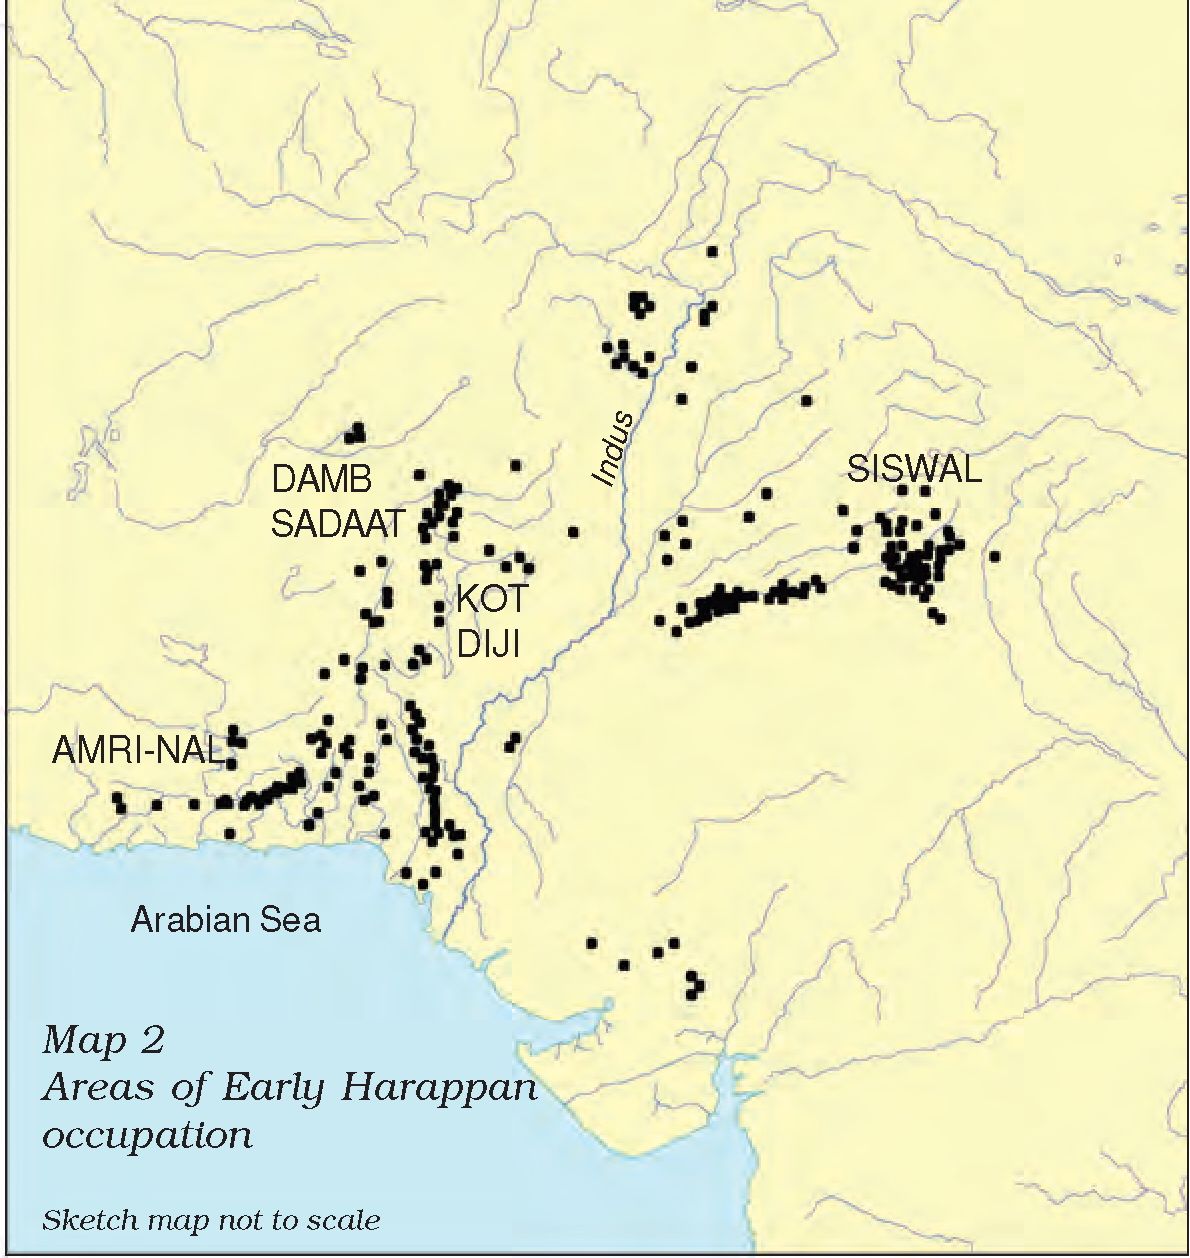 Indus
SISWAL
DAMB
SADAAT
KOT
DIJI
AMRI-NAL
Arabian Sea
Map 2
Areas of Early Harappan
occupation
Sketch map not to scale